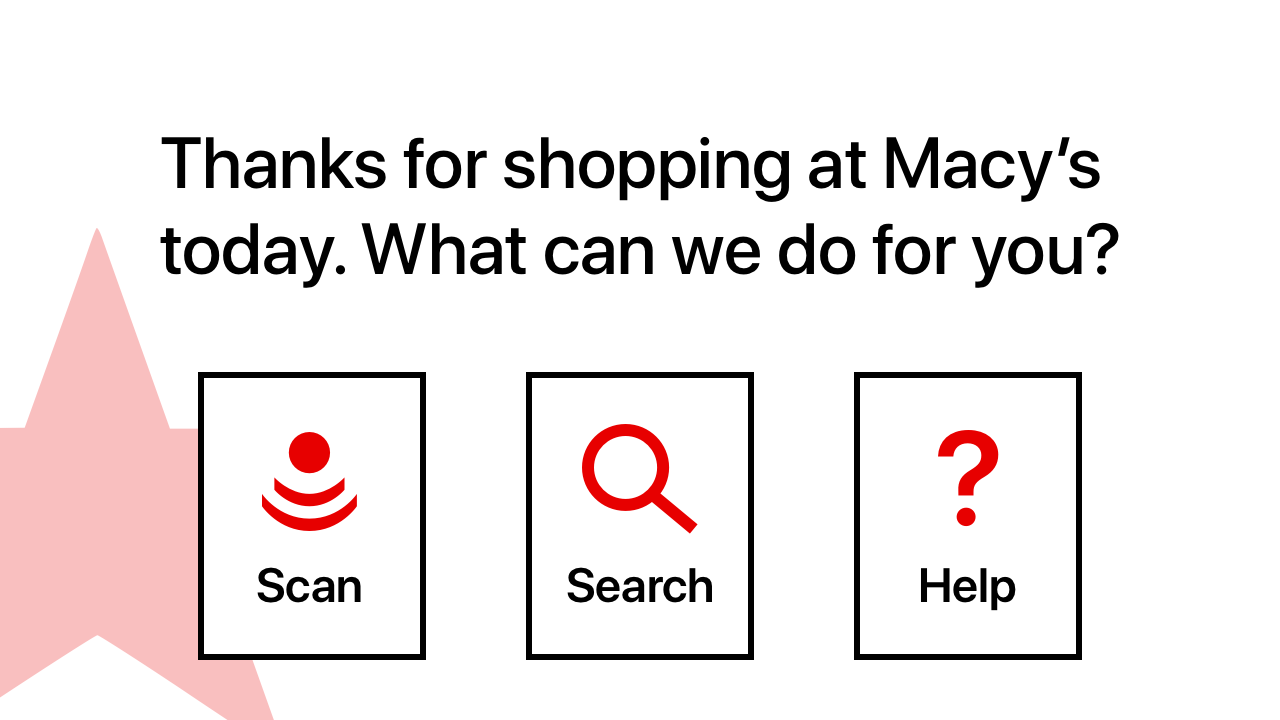 Thanks for shopping at Macy’s
today. What can we do for you?
Scan
Search
Help